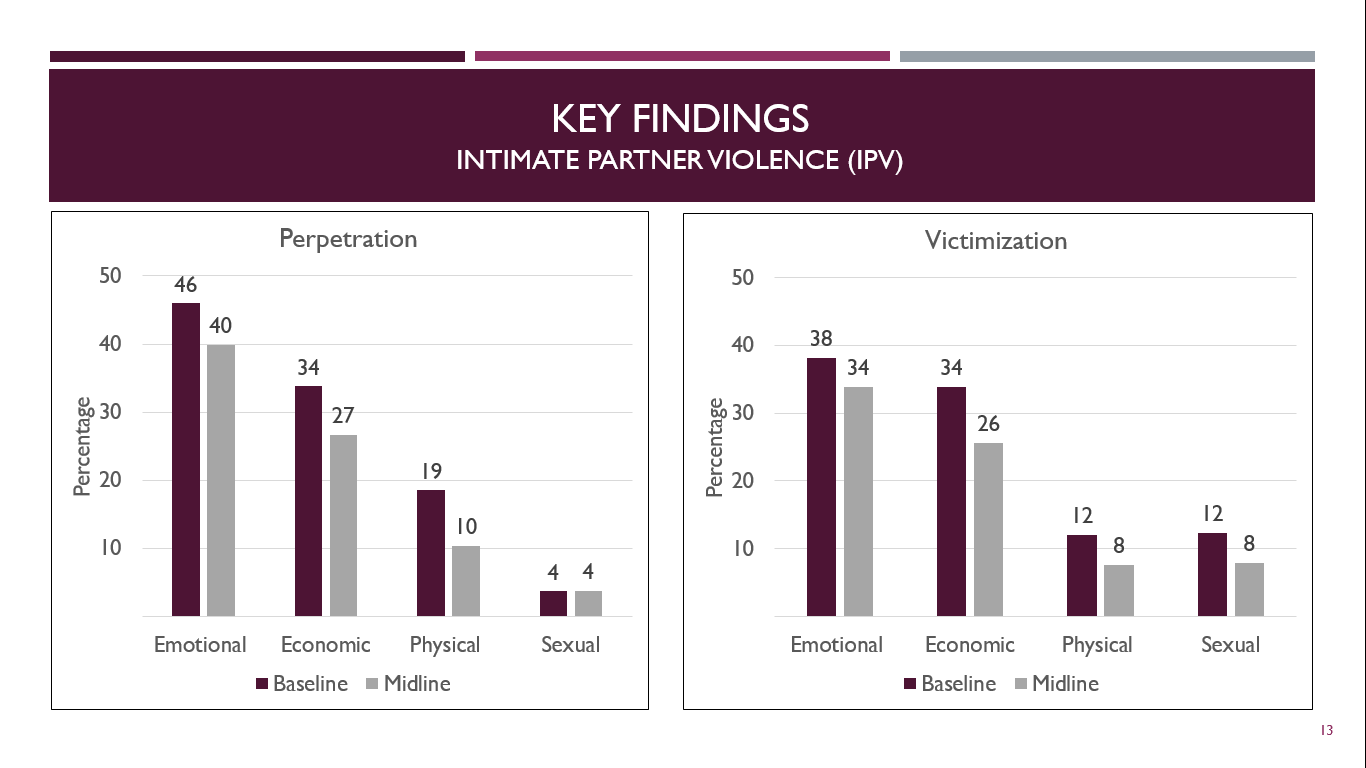 KEY FINDINGS
INTIMATE PARTNER VIOLENCE (IPV)
Perpetration
Percentage
50
40
30
20
10
46
40
34
27
19
10
4
4
Emotional
Economic
Physical
Sexual
Baseline
Midline
Victimization
Percentage
50
40
30
20
10
38
34
34
26
12
8
12
8
Emotional
Economic
Physical
Sexual
Baseline
Midline
13